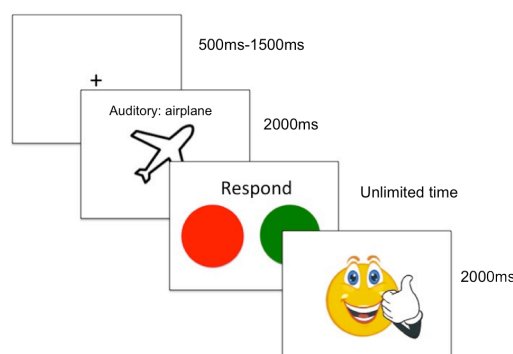 500ms-1500ms
+
Auditory: airplane
2000ms
Respond
Unlimited time
2000ms